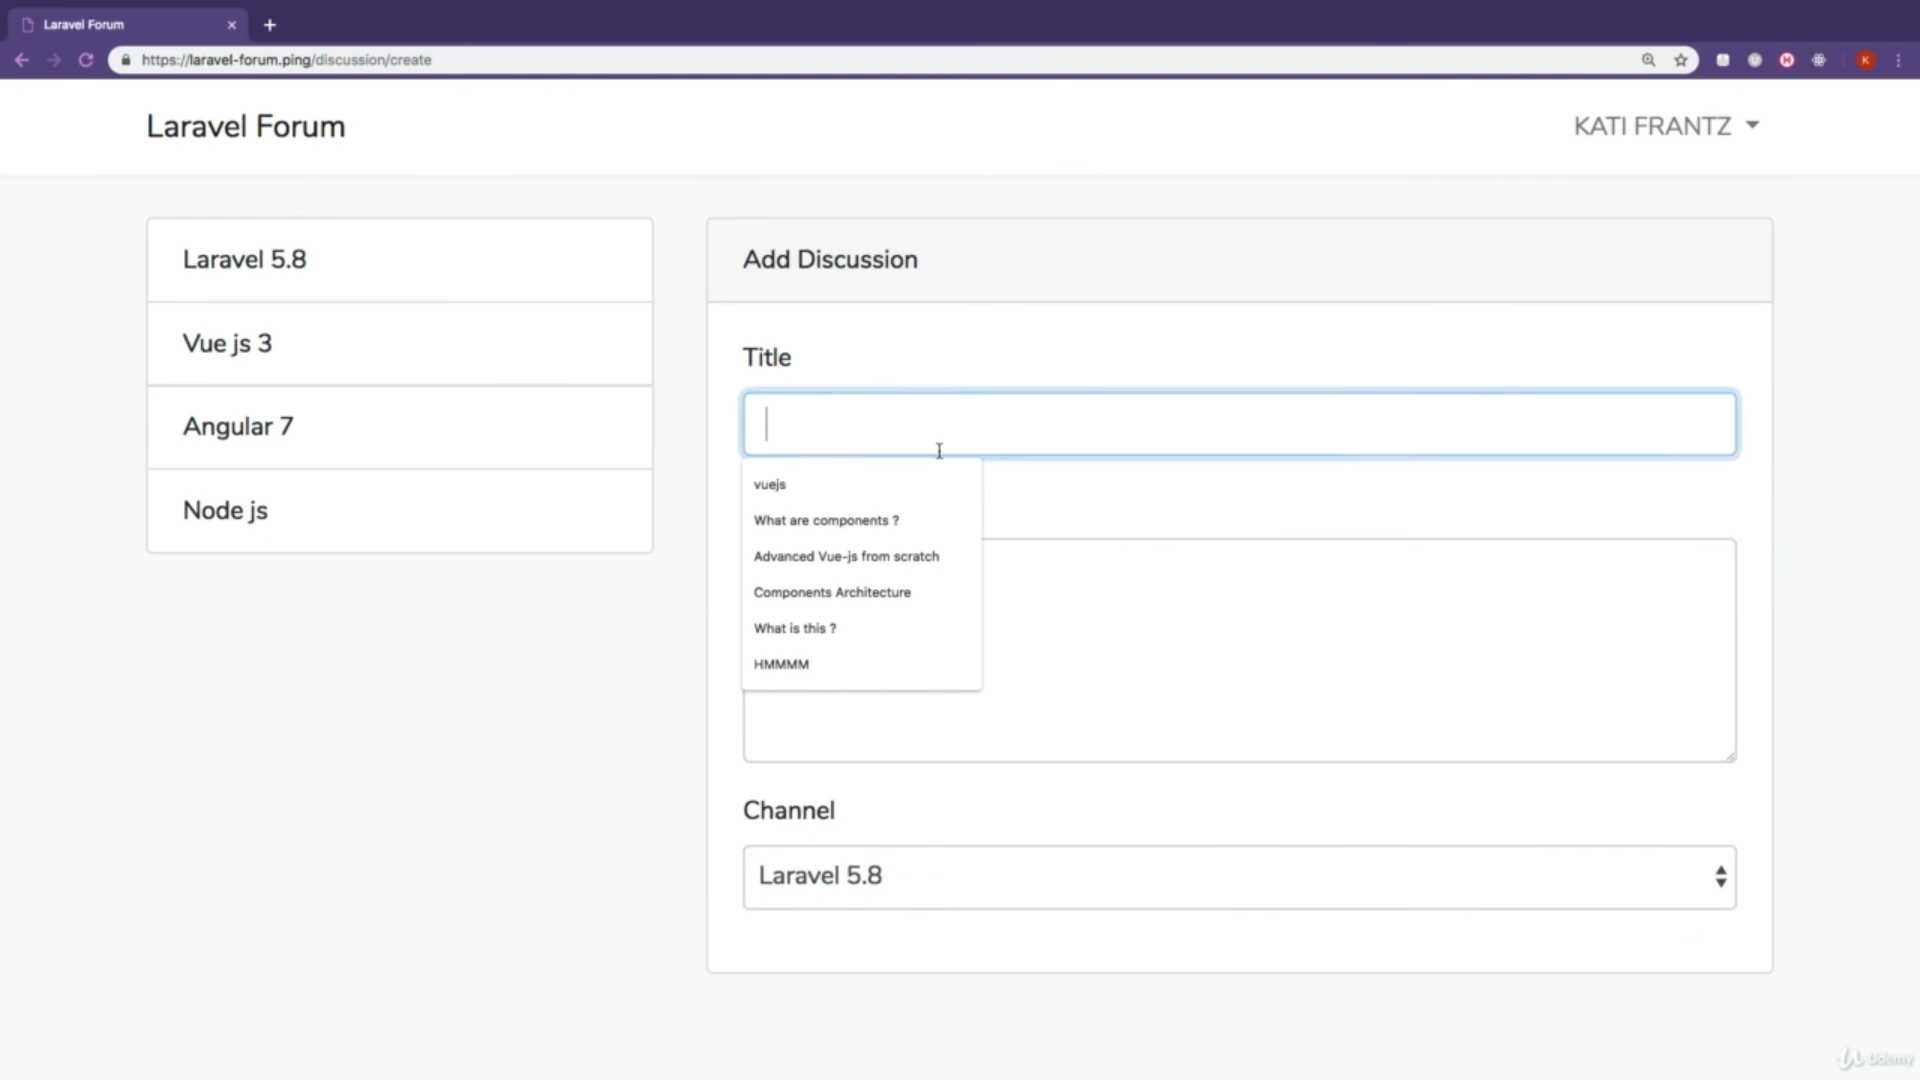 Laravel Forum
https://laravel-forum.ping/discussion/create
K
Laravel Forum
KATI FRANTZ
Laravel 5.8
Vue js 3
Angular 7
Node js
Add Discussion
Title
vuejs
What are components ?
Advanced Vue-js from scratch
Components Architecture
What is this ?
HMMMM
Channel
Laravel 5.8
Udemy